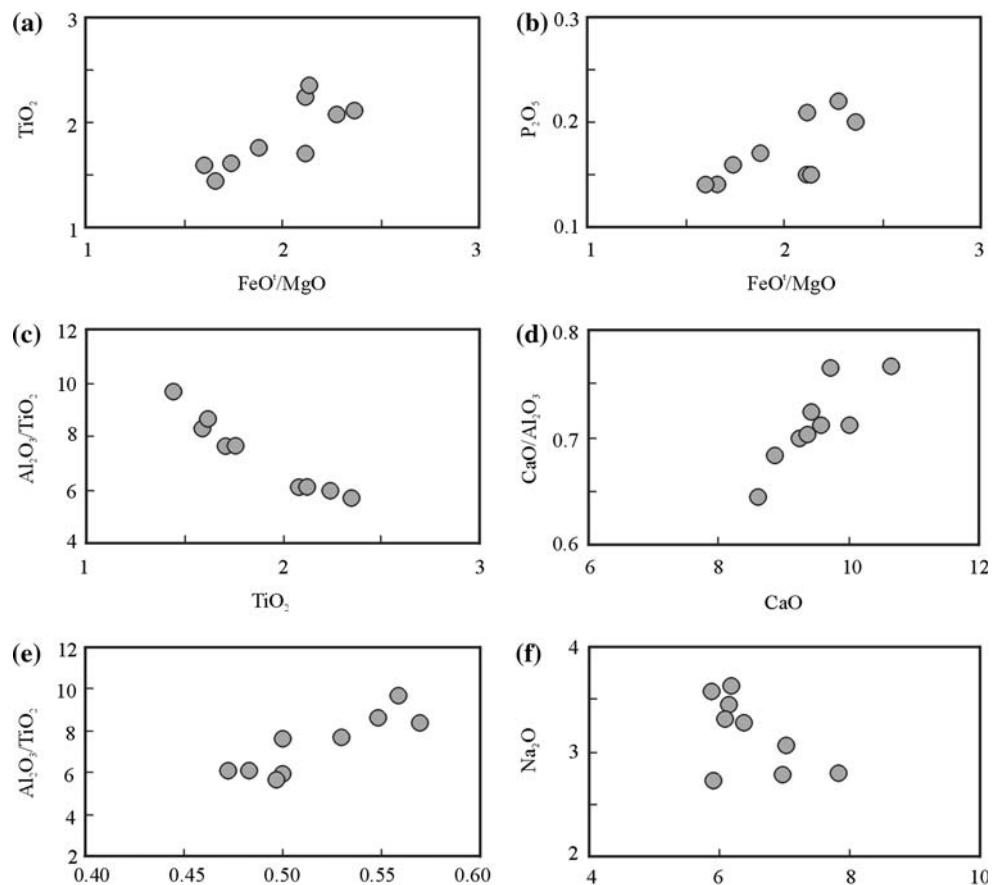 (a)
3
TiO₂
2
1
1 2 3
FeOᵗ/MgO
(b)
0.3
P₂O₅
0.2
0.1
1 2 3
FeOᵗ/MgO
(c)
12
10
Al₂O₃/TiO₂
8
6
4
1 2 3
TiO₂
(d)
0.8
CaO/Al₂O₃
0.7
0.6
6 8 10 12
CaO
(e)
12
10
Al₂O₃/TiO₂
8
6
4
2
0.40 0.45 0.50 0.55 0.60
(f)
4
Na₂O
3
2
4 6 8 10